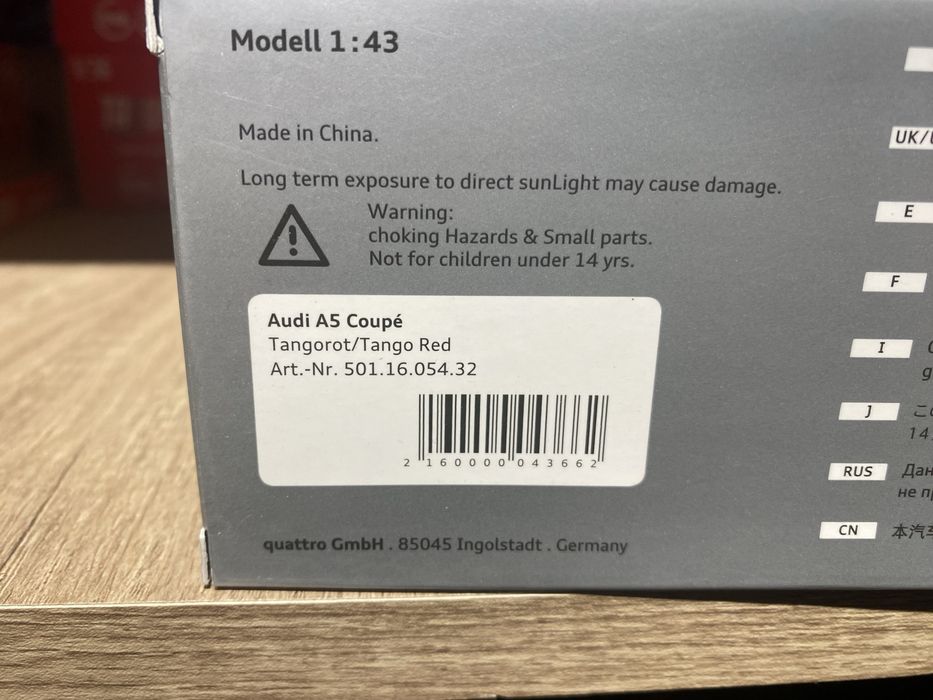 Modell 1:43
Made in China.
Long term exposure to direct sunLight may cause damage.
Warning:
choking Hazards & Small parts.
Not for children under 14 yrs.
Audi A5 Coupé
Tangorot/Tango Red
Art.-Nr. 501.16.054.32
2 160000 043662
quattro GmbH . 85045 Ingolstadt . Germany
UK/
E
F
I
J
14
RUS
Дан
не
CN
本汽